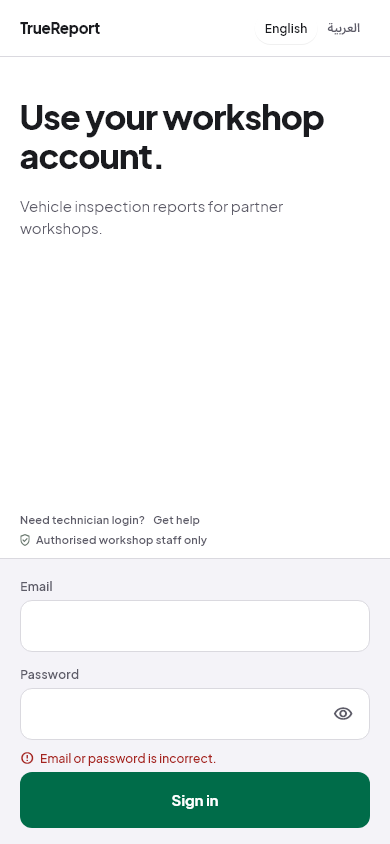 TrueReport
English
العربية
Use your workshop
account.
Vehicle inspection reports for partner
workshops.
Need technician login? Get help
Authorised workshop staff only
Email
Password
Email or password is incorrect.
Sign in